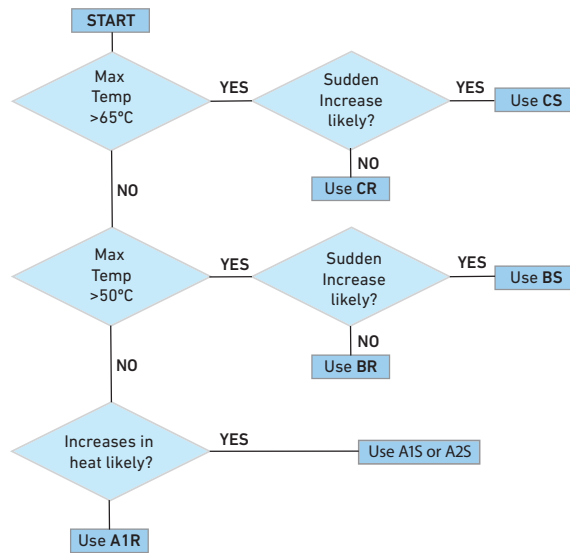 START
Max
Temp
>65°C
YES
Sudden
Increase
likely?
YES
Use CS
NO
Use CR
NO
Max
Temp
>50°C
YES
Sudden
Increase
likely?
YES
Use BS
NO
Use BR
NO
Increases in
heat likely?
YES
Use A1S or A2S
Use A1R